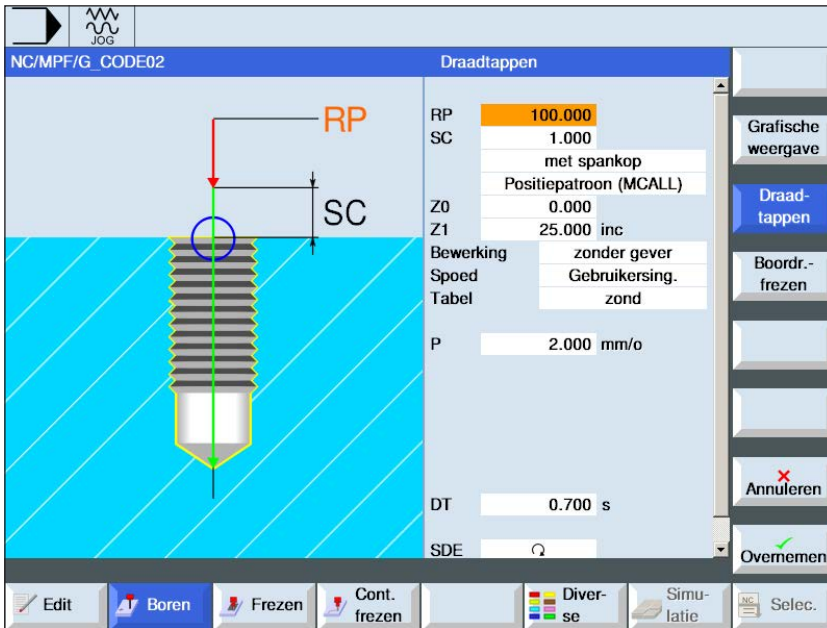 JOG
NC/MPF/G_CODE02
Draadtappen
RP
SC
RP 100.000
SC 1.000
met spankop
Positiepatroon (MCALL)
Z0 0.000
Z1 25.000 inc
Bewerking zonder gever
Spoed Gebruikersing.
Tabel zond
P 2.000 mm/o
DT 0.700 s
SDE
Grafische
weergave
Draad-
tappen
Boordr.-
frezen
Annuleren
Overnemen
Edit
Boren
Frezen
Cont.
frezen
Diver-
se
Simu-
latie
NC
Selec.